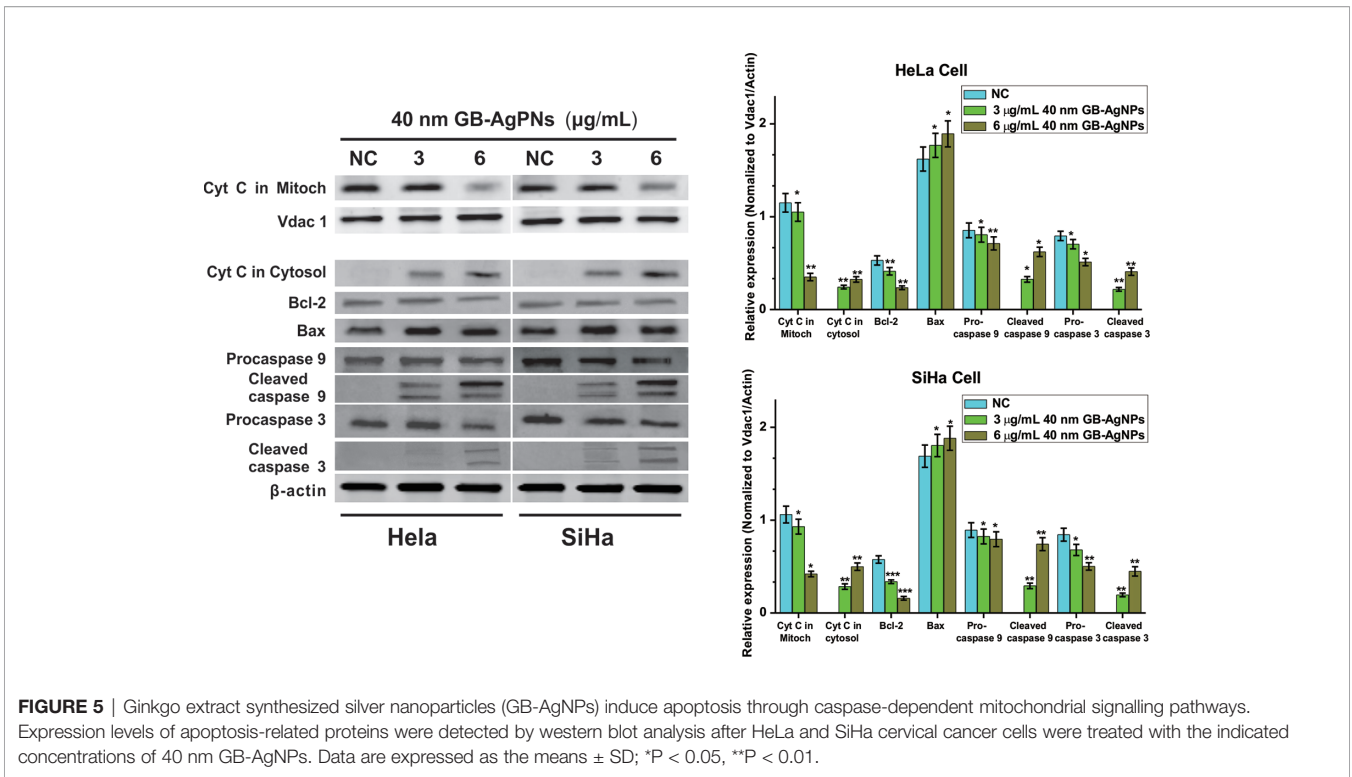 40 nm GB-AgPNs (µg/mL)
NC 3 6 NC 3 6
Cyt C in Mitoch
Vdac 1
Cyt C in Cytosol
Bcl-2
Bax
Procaspase 9
Cleaved
caspase 9
Procaspase 3
Cleaved
caspase 3
β-actin
Hela SiHa
HeLa Cell
NC
3 µg/mL 40 nm GB-AgNPs
6 µg/mL 40 nm GB-AgNPs
Relative expression (Nomalized to Vdac1/Actin)
2
1
0
* ** ** ** ** ** * * * ** * * * * ** **
Cyt C in
Mitoch
Cyt C in
cytosol
Bcl-2
Bax
Pro-
caspase 9
Cleaved
caspase 9
Pro-
caspase 3
Cleaved
caspase 3
SiHa Cell
NC
3 µg/mL 40 nm GB-AgNPs
6 µg/mL 40 nm GB-AgNPs
Relative expression (Nomalized to Vdac1/Actin)
2
1
0
* * ** ** *** *** * * * * ** ** * ** ** **
Cyt C in
Mitoch
Cyt C in
cytosol
Bcl-2
Bax
Pro-
caspase 9
Cleaved
caspase 9
Pro-
caspase 3
Cleaved
caspase 3
FIGURE 5 | Ginkgo extract synthesized silver nanoparticles (GB-AgNPs) induce apoptosis through caspase-dependent mitochondrial signalling pathways.
Expression levels of apoptosis-related proteins were detected by western blot analysis after HeLa and SiHa cervical cancer cells were treated with the indicated
concentrations of 40 nm GB-AgNPs. Data are expressed as the means ± SD; *P < 0.05, **P < 0.01.